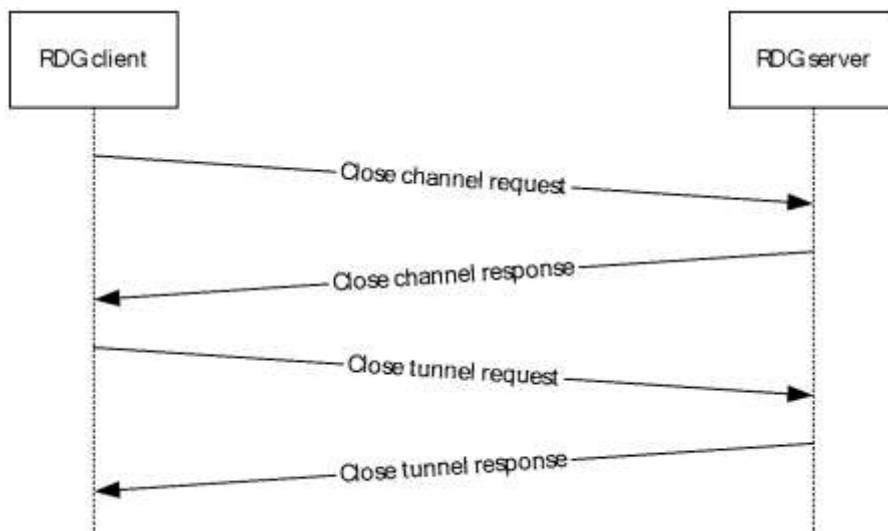 RDG client
RDG server
Close channel request
Close channel response
Close tunnel request
Close tunnel response